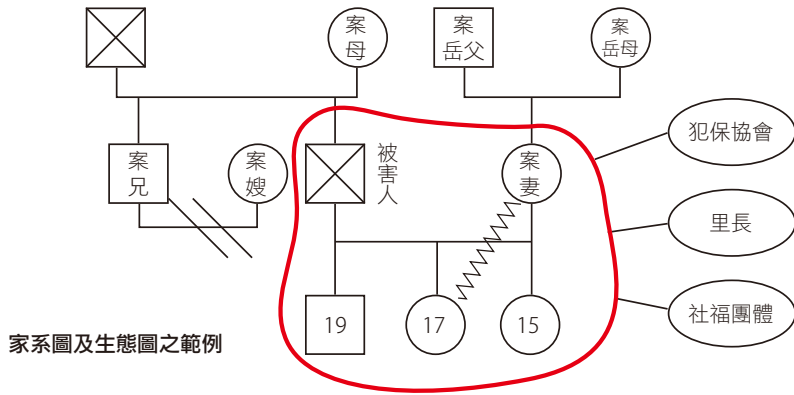 案
母
案
岳父
案
岳母
犯保協會
案
兄
案
嫂
被害人
案
妻
里長
19
17
15
社福團體
家系圖及生態圖之範例